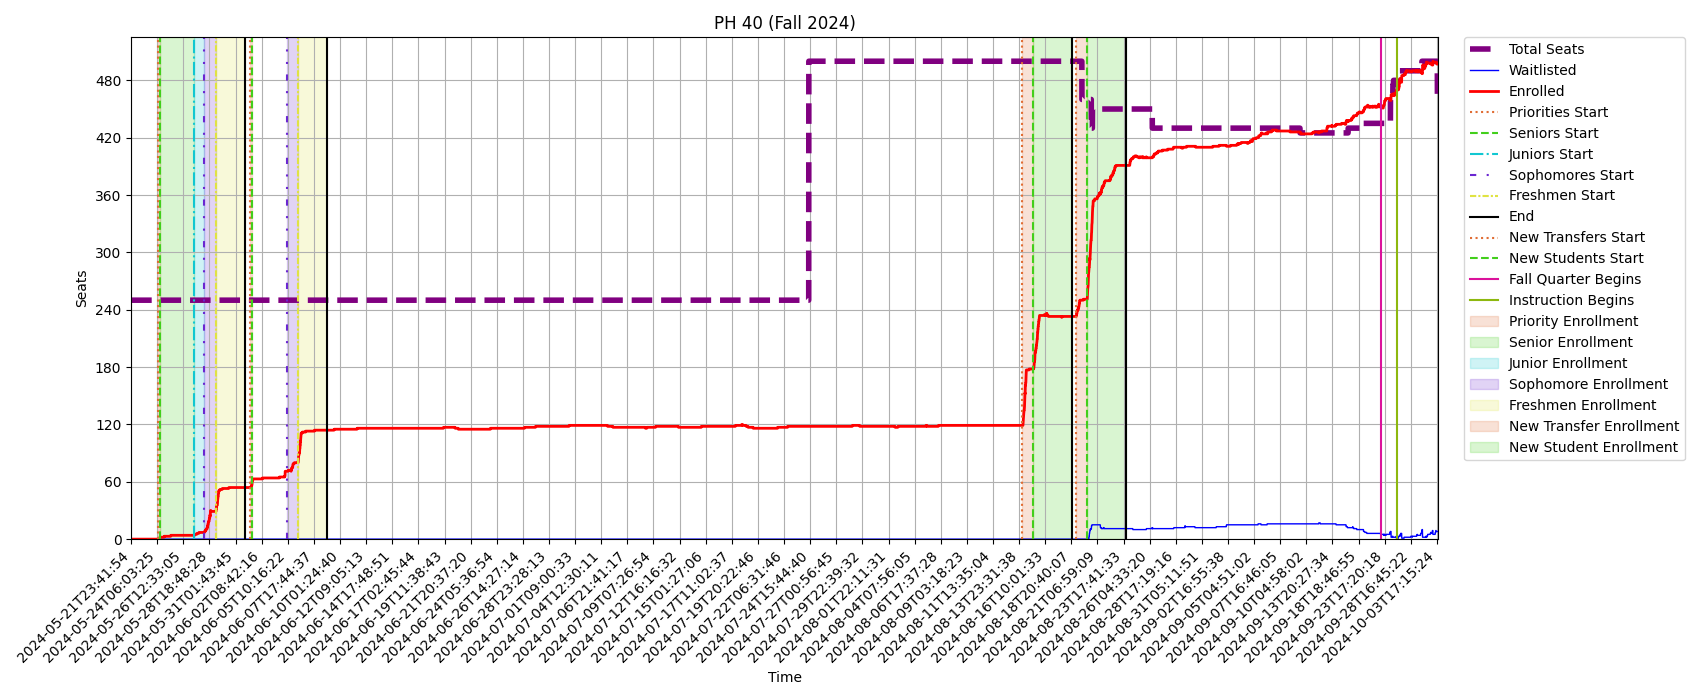 PH 40 (Fall 2024)
Seats
480
420
360
300
240
180
120
60
0
2024-05-21T23:41:54
2024-05-24T06:03:25
2024-05-26T12:33:05
2024-05-28T18:48:28
2024-05-31T01:43:45
2024-06-02T08:42:16
2024-06-05T10:16:22
2024-06-07T17:44:37
2024-06-10T01:24:40
2024-06-12T09:05:13
2024-06-14T17:48:51
2024-06-17T02:45:44
2024-06-19T11:38:43
2024-06-21T20:37:20
2024-06-24T05:36:54
2024-06-26T14:27:14
2024-06-28T23:28:13
2024-07-01T09:00:33
2024-07-04T12:30:11
2024-07-06T21:41:17
2024-07-09T07:26:54
2024-07-12T16:16:32
2024-07-15T01:27:06
2024-07-17T11:02:37
2024-07-19T20:22:46
2024-07-22T06:31:46
2024-07-24T15:44:40
2024-07-27T00:56:45
2024-07-29T22:39:32
2024-08-01T22:11:31
2024-08-04T07:56:05
2024-08-06T17:37:28
2024-08-09T03:18:23
2024-08-11T13:35:04
2024-08-13T23:31:38
2024-08-16T10:01:33
2024-08-18T20:40:07
2024-08-21T06:59:09
2024-08-23T17:41:33
2024-08-26T04:33:20
2024-08-28T17:19:16
2024-08-31T05:11:51
2024-09-02T16:55:38
2024-09-05T04:51:02
2024-09-07T16:46:05
2024-09-10T04:58:02
2024-09-13T20:27:34
2024-09-18T18:46:55
2024-09-23T17:20:18
2024-09-28T16:45:22
2024-10-03T17:15:24
Time
Total Seats
Waitlisted
Enrolled
Priorities Start
Seniors Start
Juniors Start
Sophomores Start
Freshmen Start
End
New Transfers Start
New Students Start
Fall Quarter Begins
Instruction Begins
Priority Enrollment
Senior Enrollment
Junior Enrollment
Sophomore Enrollment
Freshmen Enrollment
New Transfer Enrollment
New Student Enrollment